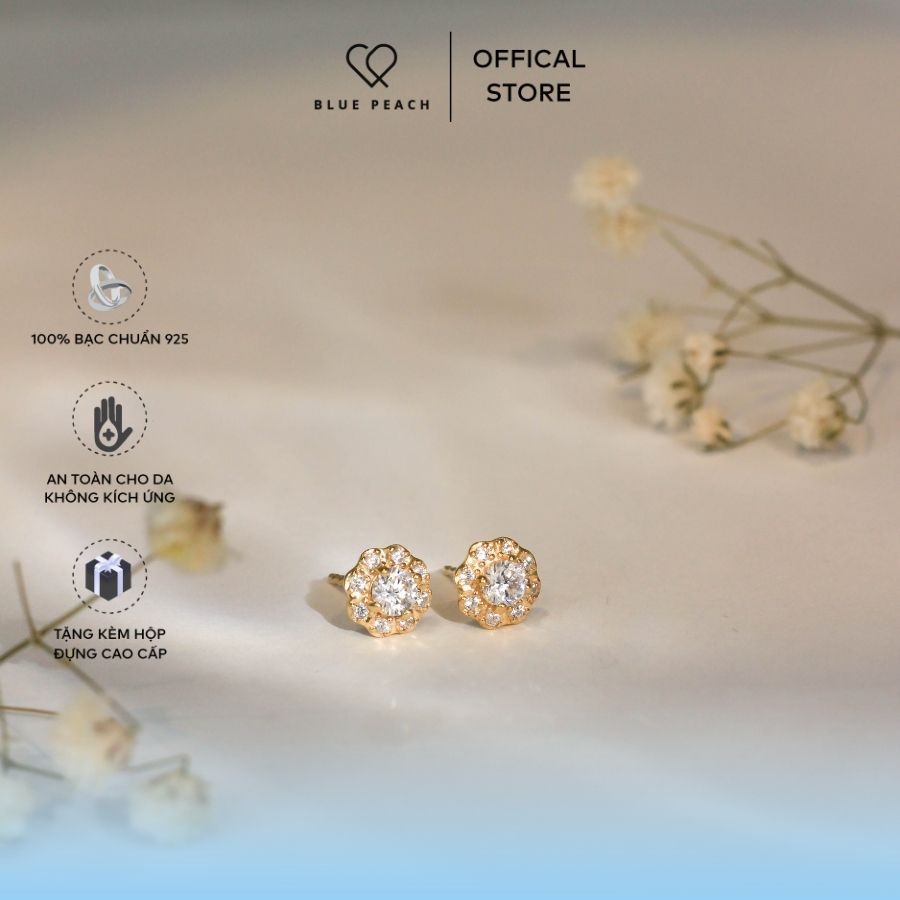 BLUE PEACH
OFFICAL
STORE
100% BẠC CHUẨN 925
AN TOÀN CHO DA
KHÔNG KÍCH ỨNG
TẶNG KÈM HỘP
ĐỰNG CAO CẤP